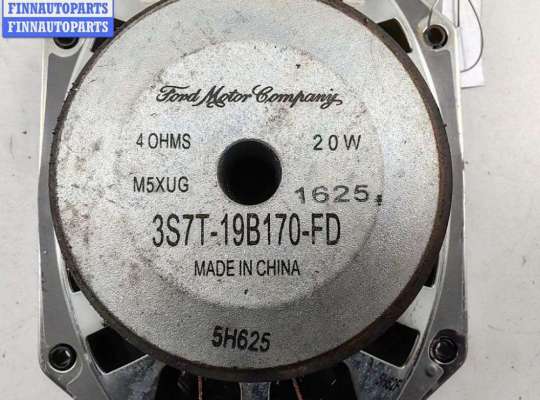 FINNAUTOPARTS
FINNAUTOPARTS
Ford Motor Company
4 OHMS 20W
M5XUG 1625
3S7T-19B170-FD
MADE IN CHINA
5H625